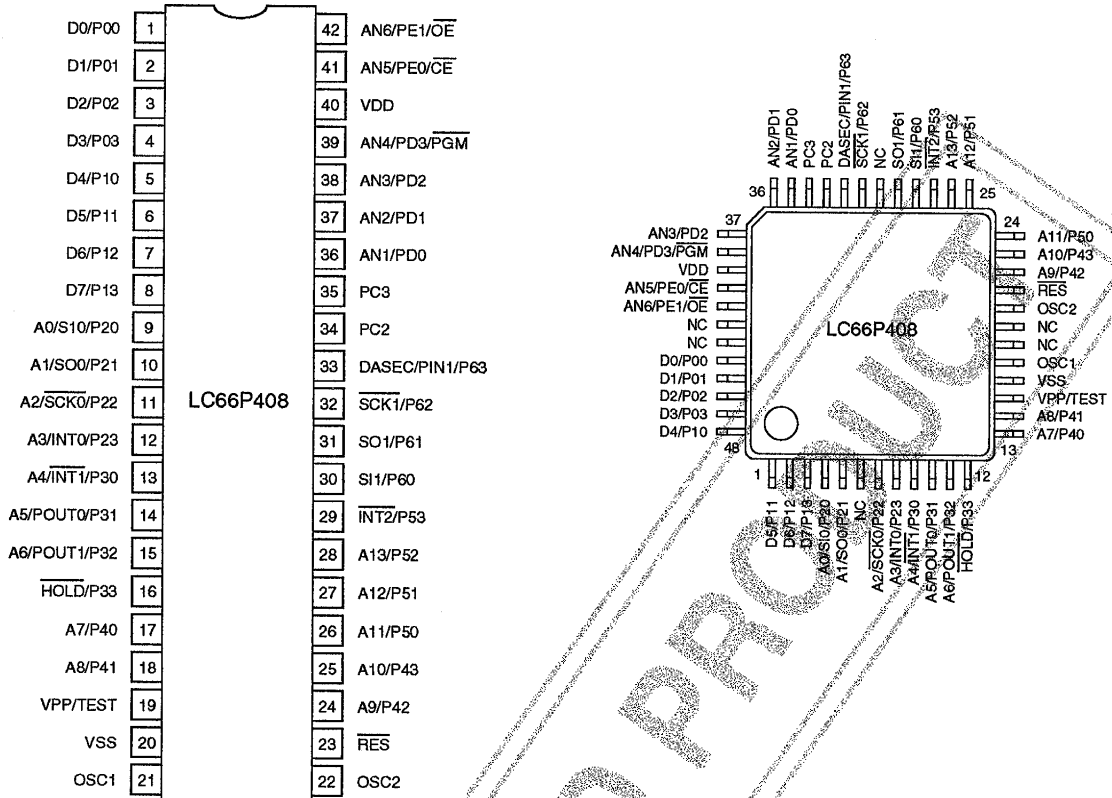 D0/P00 1 42 AN6/PE1/OE
D1/P01 2 41 AN5/PE0/CE
D2/P02 3 40 VDD
D3/P03 4 39 AN4/PD3/PGM
D4/P10 5 38 AN3/PD2
D5/P11 6 37 AN2/PD1
D6/P12 7 36 AN1/PD0
D7/P13 8 35 PC3
A0/S10/P20 9 34 PC2
A1/SO0/P21 10 33 DASEC/PIN1/P63
A2/SCK0/P22 11 32 SCK1/P62
LC66P408
A3/INT0/P23 12 31 SO1/P61
A4/INT1/P30 13 30 SI1/P60
A5/POUT0/P31 14 29 INT2/P53
A6/POUT1/P32 15 28 A13/P52
HOLD/P33 16 27 A12/P51
A7/P40 17 26 A11/P50
A8/P41 18 25 A10/P43
VPP/TEST 19 24 A9/P42
VSS 20 23 RES
OSC1 21 22 OSC2
AN2/PD1
AN1/PD0
PC3
PC2
DASEC/PIN1/P63
SCK1/P62
NC
SO1/P61
SI1/P60
INT2/P53
A13/P52
A12/P51
36 25
37 24
AN3/PD2
AN4/PD3/PGM
VDD
AN5/PE0/CE
AN6/PE1/OE
NC
NC
D0/P00
D1/P01
D2/P02
D3/P03
D4/P10
LC66P408
A11/P50
A10/P43
A9/P42
RES
OSC2
NC
NC
OSC1
VSS
VPP/TEST
A8/P41
A7/P40
48 13
1 12
D5/P11
D6/P12
D7/P13
A0/SI0/P20
A1/SO0/P21
NC
A2/SCK0/P22
A3/INT0/P23
A4/INT1/P30
A5/POUT0/P31
A6/POUT1/P32
HOLD/P33
D PRODUCT